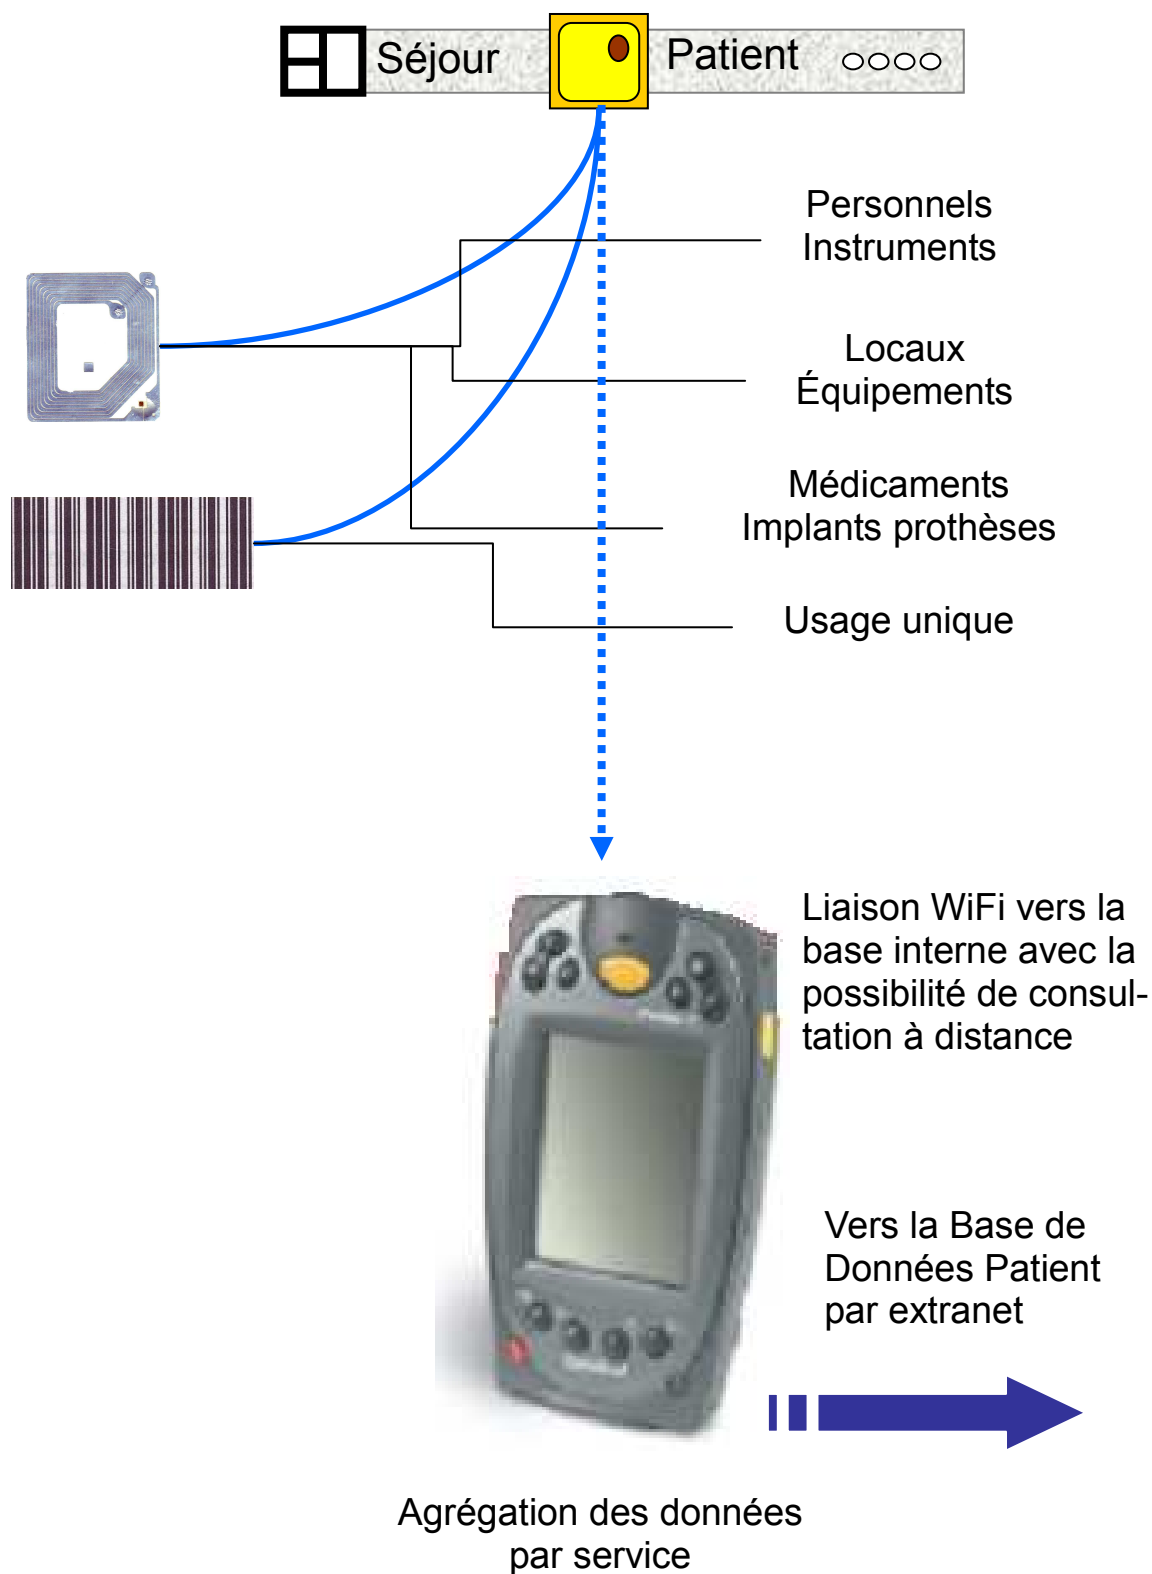 Séjour Patient
Personnels
Instruments
Locaux
Équipements
Médicaments
Implants prothèses
Usage unique
Liaison WiFi vers la
base interne avec la
possibilité de consul-
tation à distance
Vers la Base de
Données Patient
par extranet
Agrégation des données
par service